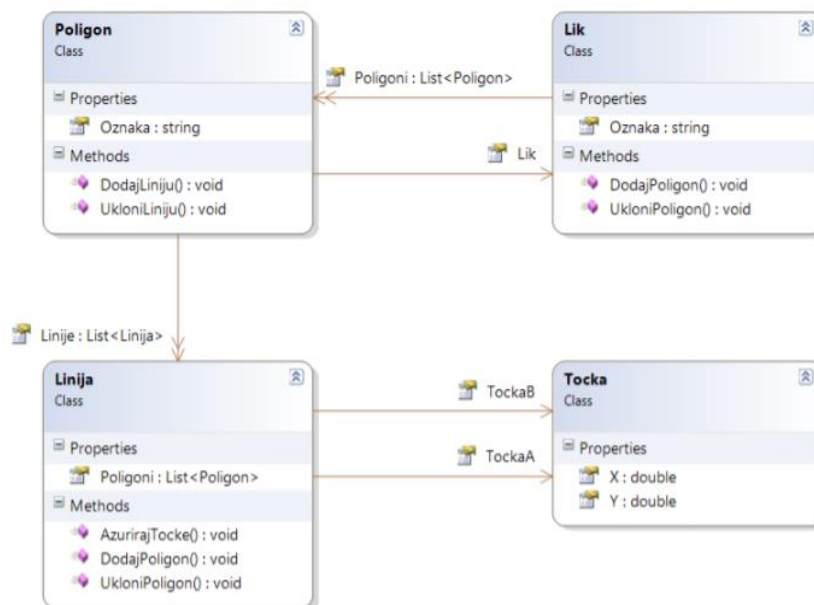 Poligon
Class
Properties
Oznaka : string
Methods
DodajLiniju() : void
UkloniLiniju() : void
Poligoni : List<Poligon>
Lik
Lik
Class
Properties
Oznaka : string
Methods
DodajPoligon() : void
UkloniPoligon() : void
Linije : List<Linija>
Linija
Class
Properties
Poligoni : List<Poligon>
Methods
AzurirajTocke() : void
DodajPoligon() : void
UkloniPoligon() : void
TockaB
TockaA
Tocka
Class
Properties
X : double
Y : double